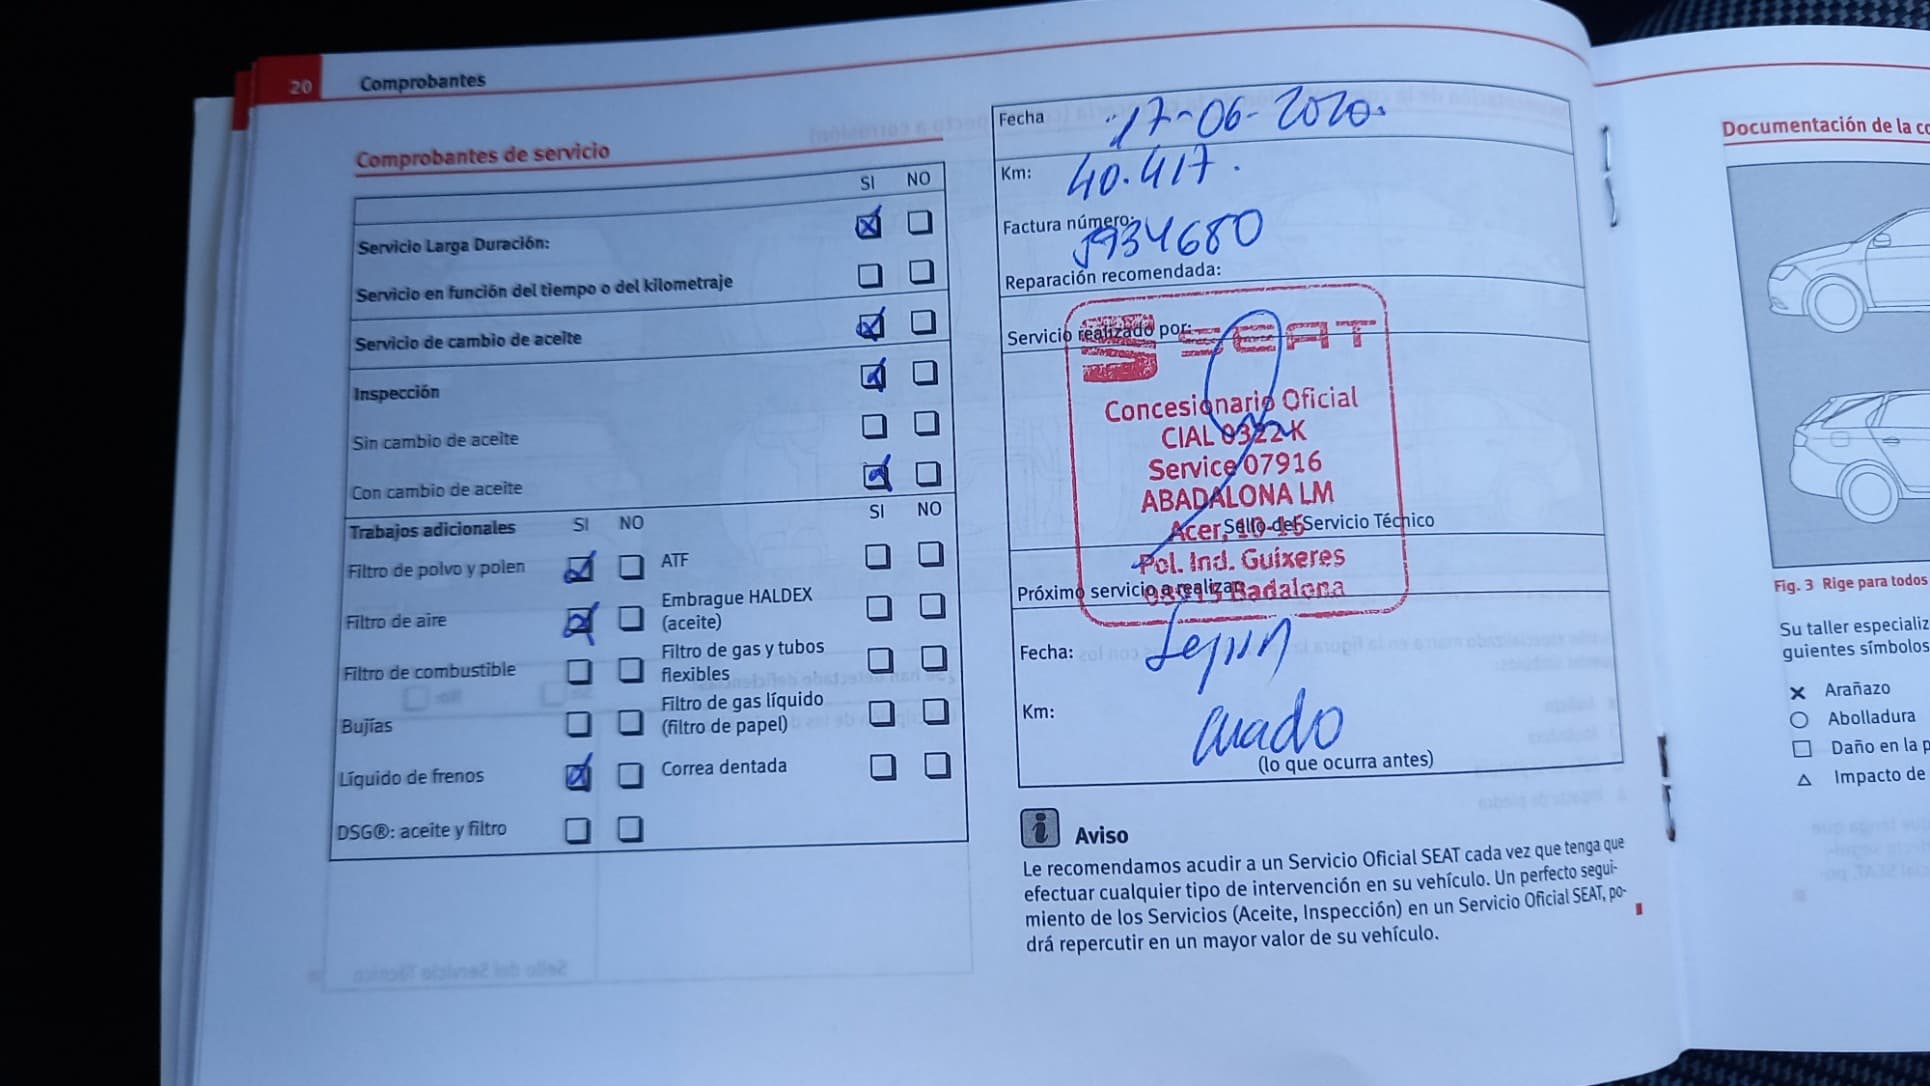 20 Comprobantes
Comprobantes de servicio
SI NO
Servicio Larga Duración:
Servicio en función del tiempo o del kilometraje
Servicio de cambio de aceite
Inspección
Sin cambio de aceite
Con cambio de aceite
Trabajos adicionales SI NO
SI NO
Filtro de polvo y polen
ATF
Filtro de aire
Embrague HALDEX
(aceite)
Filtro de combustible
Filtro de gas y tubos
flexibles
Bujías
Filtro de gas líquido
(filtro de papel)
Líquido de frenos
Correa dentada
DSG®: aceite y filtro
Fecha 17-06-2020.
Km: 40.417.
Factura número: J934680
Reparación recomendada:
Servicio realizado por:
SEAT
Concesionario Oficial
CIAL 0322-K
Service 07916
ABADALONA LM
Acer, 10-16
Sello del Servicio Técnico
Pol. Ind. Guíxeres
Próximo servicio a realizar
Badalona
Fecha: Según
Km: cuado
(lo que ocurra antes)
i Aviso
Le recomendamos acudir a un Servicio Oficial SEAT cada vez que tenga que
efectuar cualquier tipo de intervención en su vehículo. Un perfecto segui-
miento de los Servicios (Aceite, Inspección) en un Servicio Oficial SEAT, po-
drá repercutir en un mayor valor de su vehículo.
Documentación de la
Fig. 3 Rige para todos
Su taller
guientes símbolos
Arañazo
Abolladura
Daño en la
Impacto de